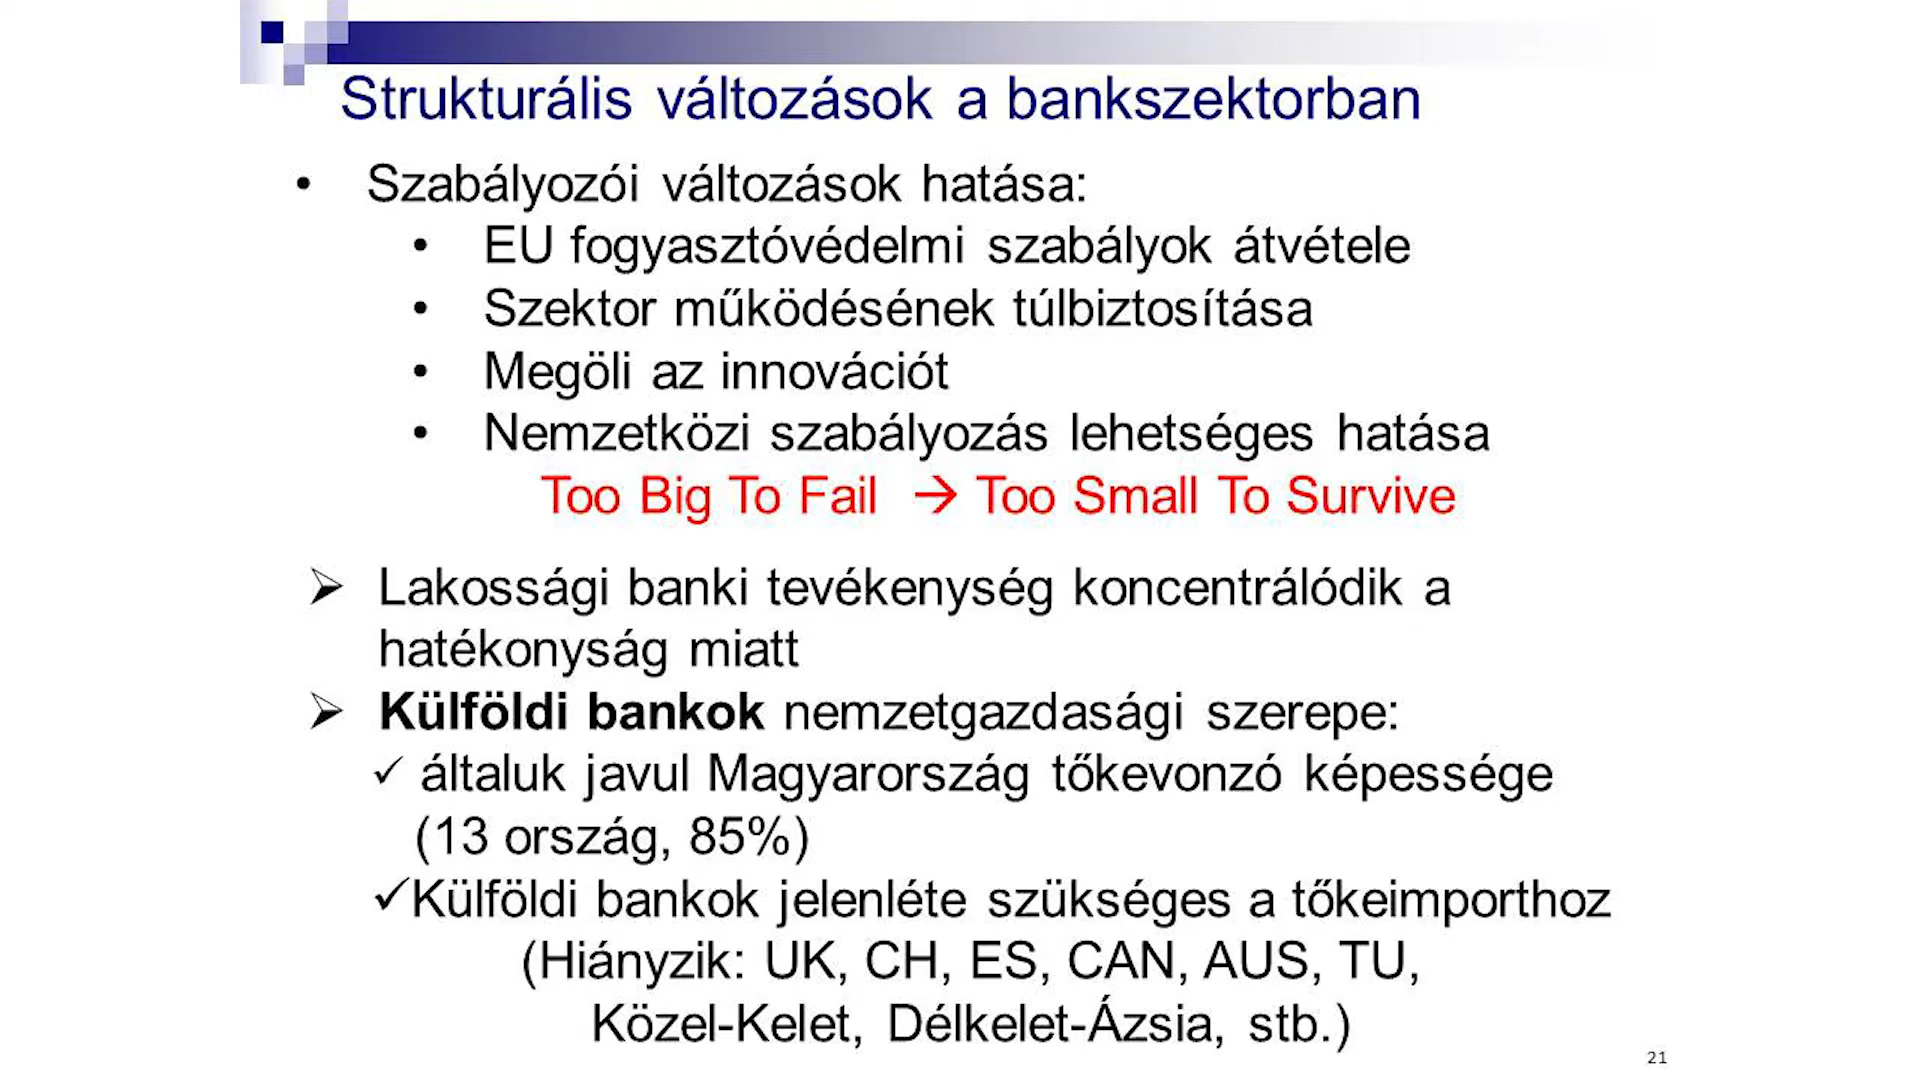 Strukturális változások a bankszektorban
• Szabályozói változások hatása:
• EU fogyasztóvédelmi szabályok átvétele
• Szektor működésének túlbiztosítása
• Megöli az innovációt
• Nemzetközi szabályozás lehetséges hatása
Too Big To Fail → Too Small To Survive
➢ Lakossági banki tevékenység koncentrálódik a
hatékonyság miatt
➢ Külföldi bankok nemzetgazdasági szerepe:
✓ általuk javul Magyarország tőkevonzó képessége
(13 ország, 85%)
✓Külföldi bankok jelenléte szükséges a tőkeimporthoz
(Hiányzik: UK, CH, ES, CAN, AUS, TU,
Közel-Kelet, Délkelet-Ázsia, stb.)
21